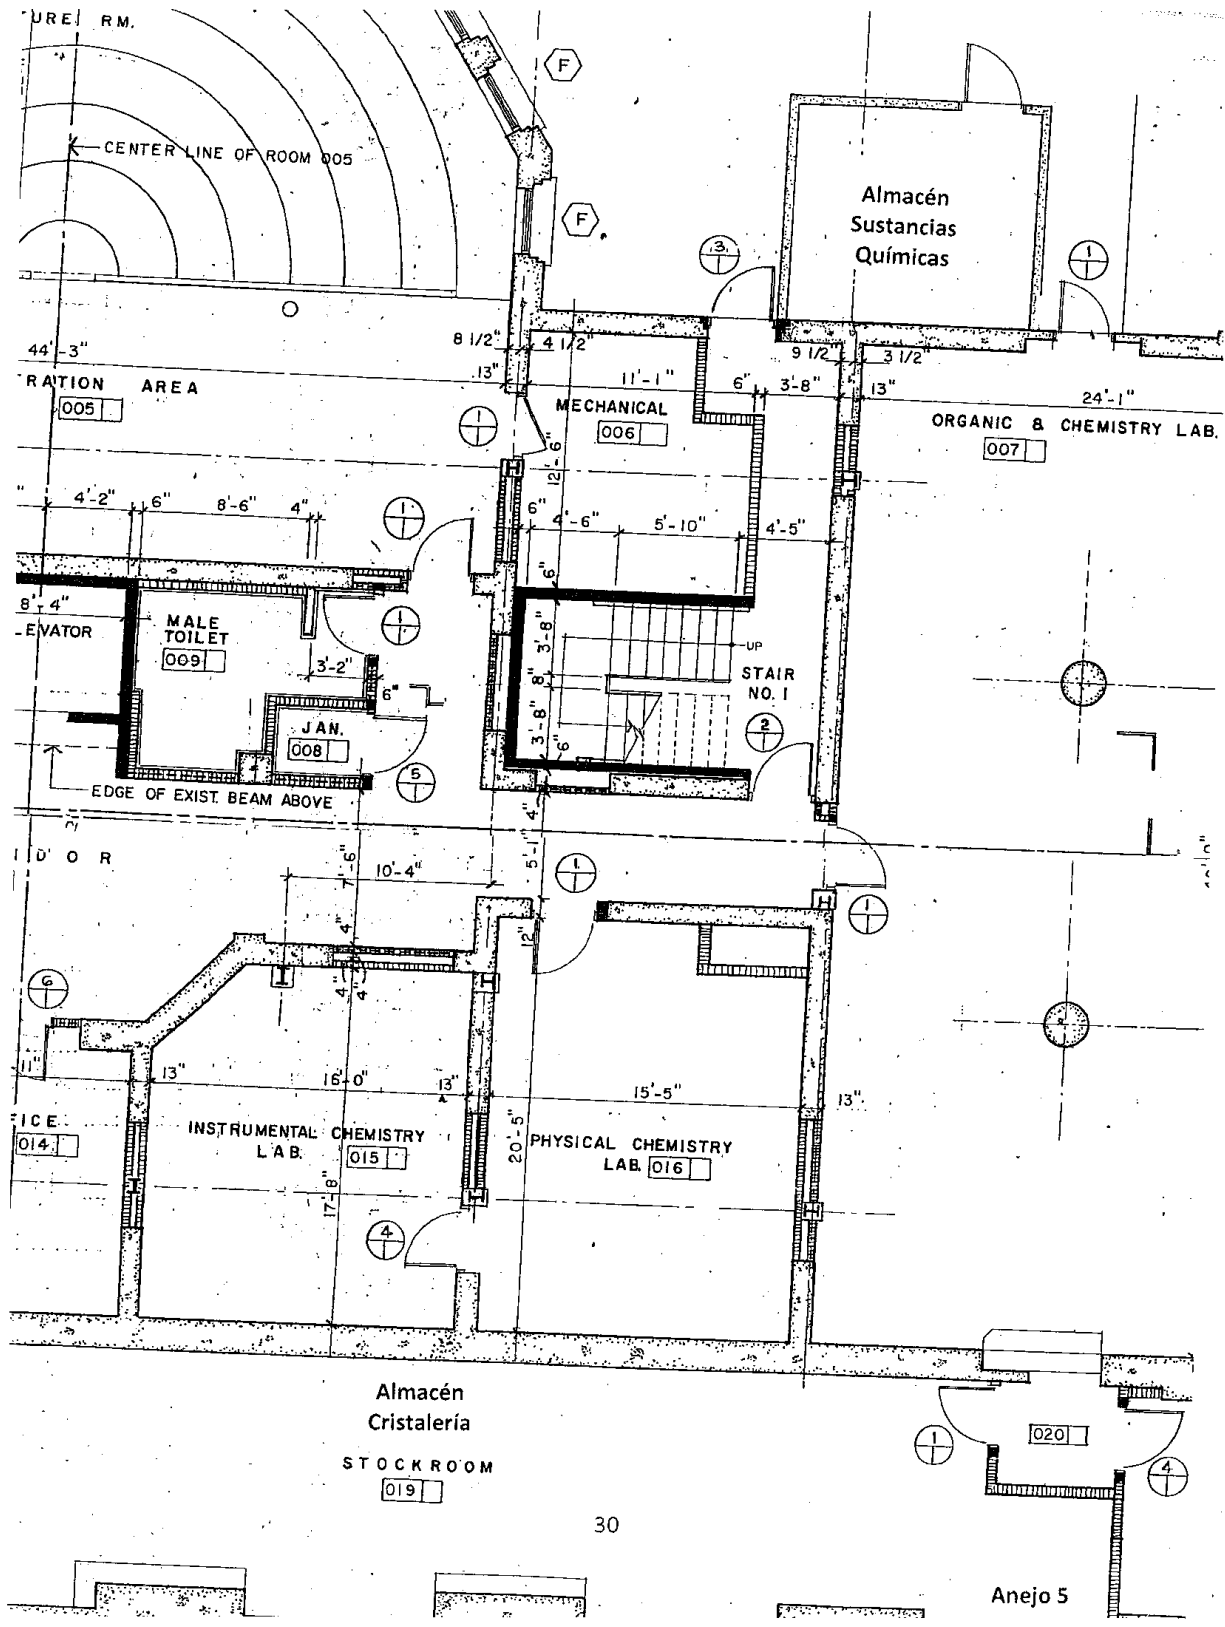 TURE RM.
F
CENTER LINE OF ROOM 005
F
Almacén
Sustancias
Químicas
3
1
44'-3"
8 1/2"
4 1/2"
9 1/2"
3 1/2"
13"
11'-1"
6"
3'-8"
13"
24'-1"
TRATION AREA
005
1
MECHANICAL
006
12'-6"
ORGANIC & CHEMISTRY LAB.
007
4'-2"
6"
8'-6"
4"
1
6"
4'-6"
5'-10"
4'-5"
6"
8'-4"
EVATOR
MALE
TOILET
009
1
3'-2"
6"
3'-8"
8"
3'-8"
6"
UP
STAIR
NO. 1
2
JAN.
008
5
EDGE OF EXIST. BEAM ABOVE
I D O R
7'-6"
10'-4"
4"
5'-1"
1
1
12"
4"
4"
4"
6
11"
13"
16'-0"
13"
15'-5"
13"
FICE
014
INSTRUMENTAL CHEMISTRY
LAB.
015
17'-8"
20'-5"
PHYSICAL CHEMISTRY
LAB. 016
4
Almacén
Cristalería
STOCKROOM
019
1
020
4
30
Anejo 5